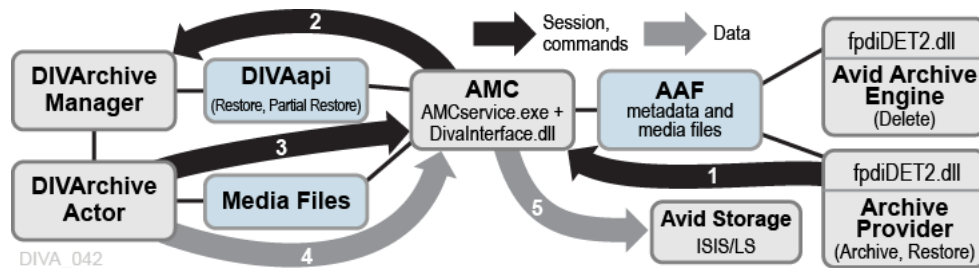 2
Session,
commands
Data
fpdiDET2.dll
Avid Archive
Engine
(Delete)
DIVArchive
Manager
DIVAapi
(Restore, Partial Restore)
AMC
AMCservice.exe +
DivaInterface.dll
AAF
metadata and
media files
3
1
DIVArchive
Actor
Media Files
4
5
Avid Storage
ISIS/LS
fpdiDET2.dll
Archive
Provider
(Archive, Restore)
DIVA_042